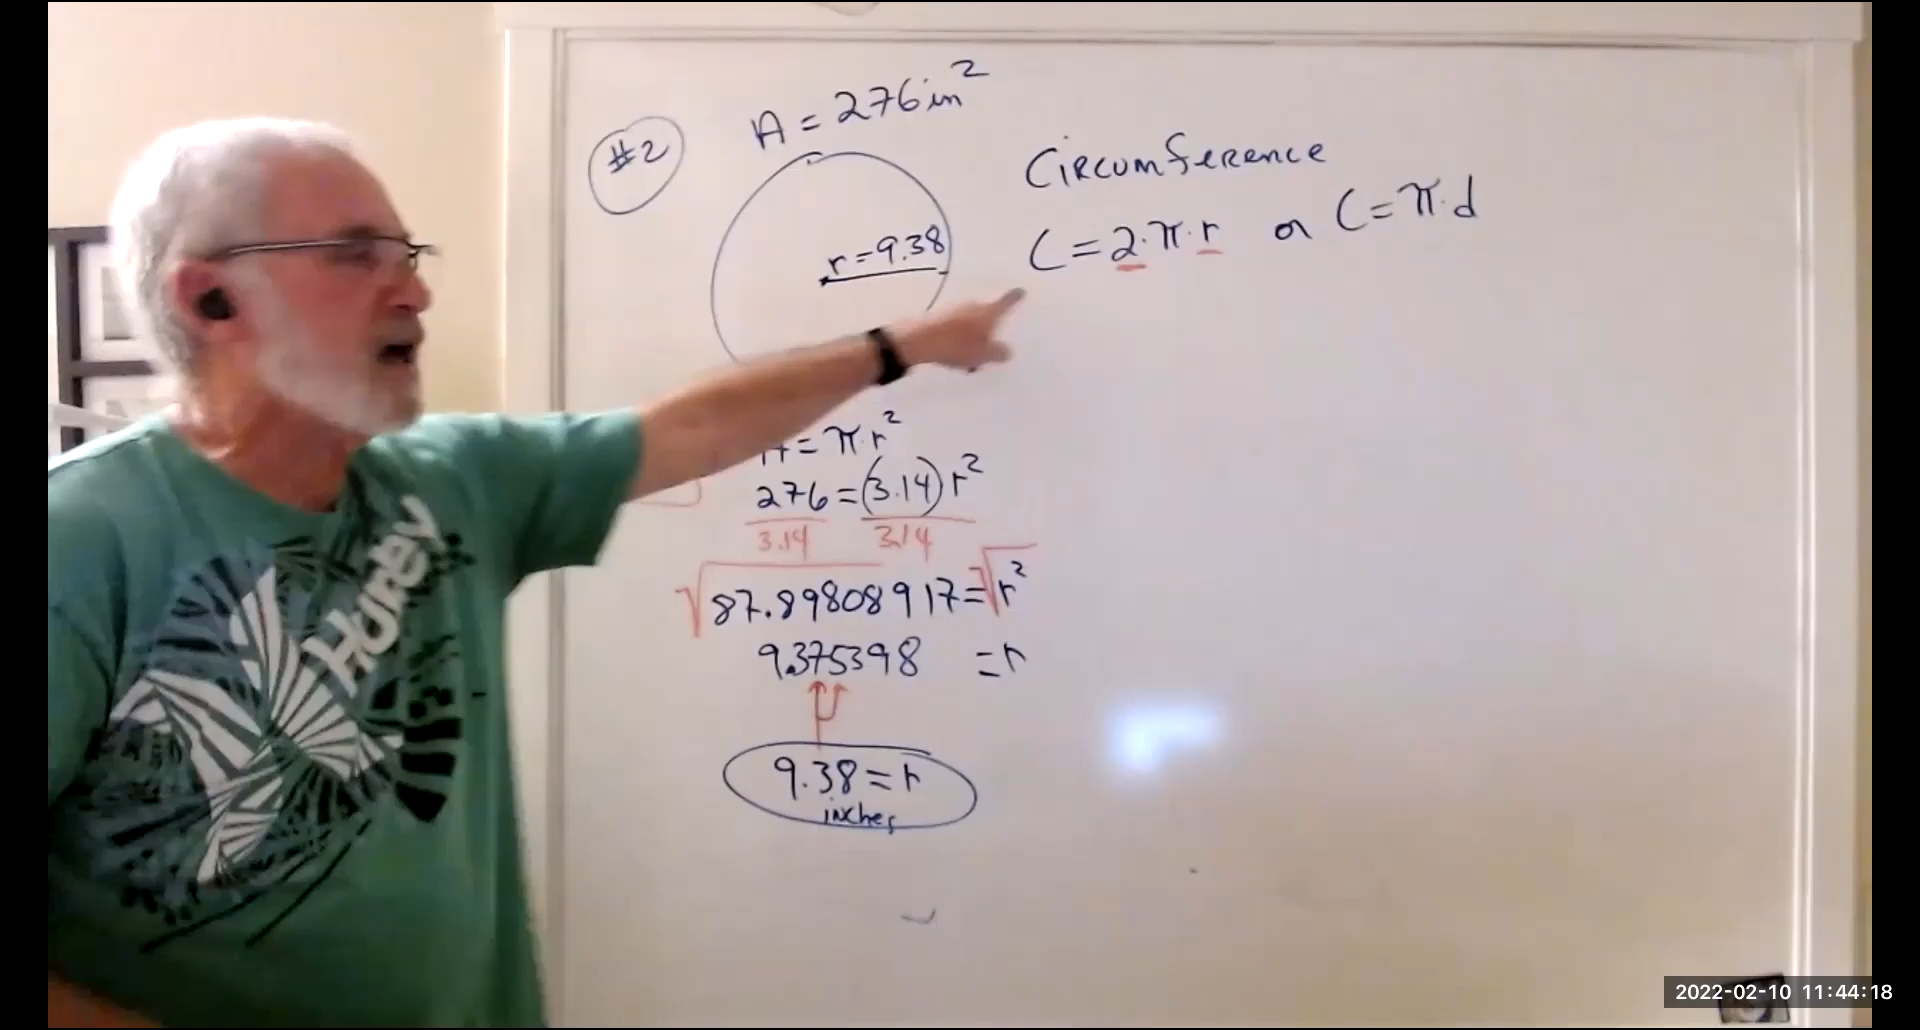 #2
A = 276 in²
r = 9.38
Circumference
C = 2·π·r or C = π·d
= π·r²
276 = (3.14) r²
3.14 3.14
√87.89808917 = √r²
9.375398 = r
9.38 = r
inches
Hurley
2022-02-10 11:44:18